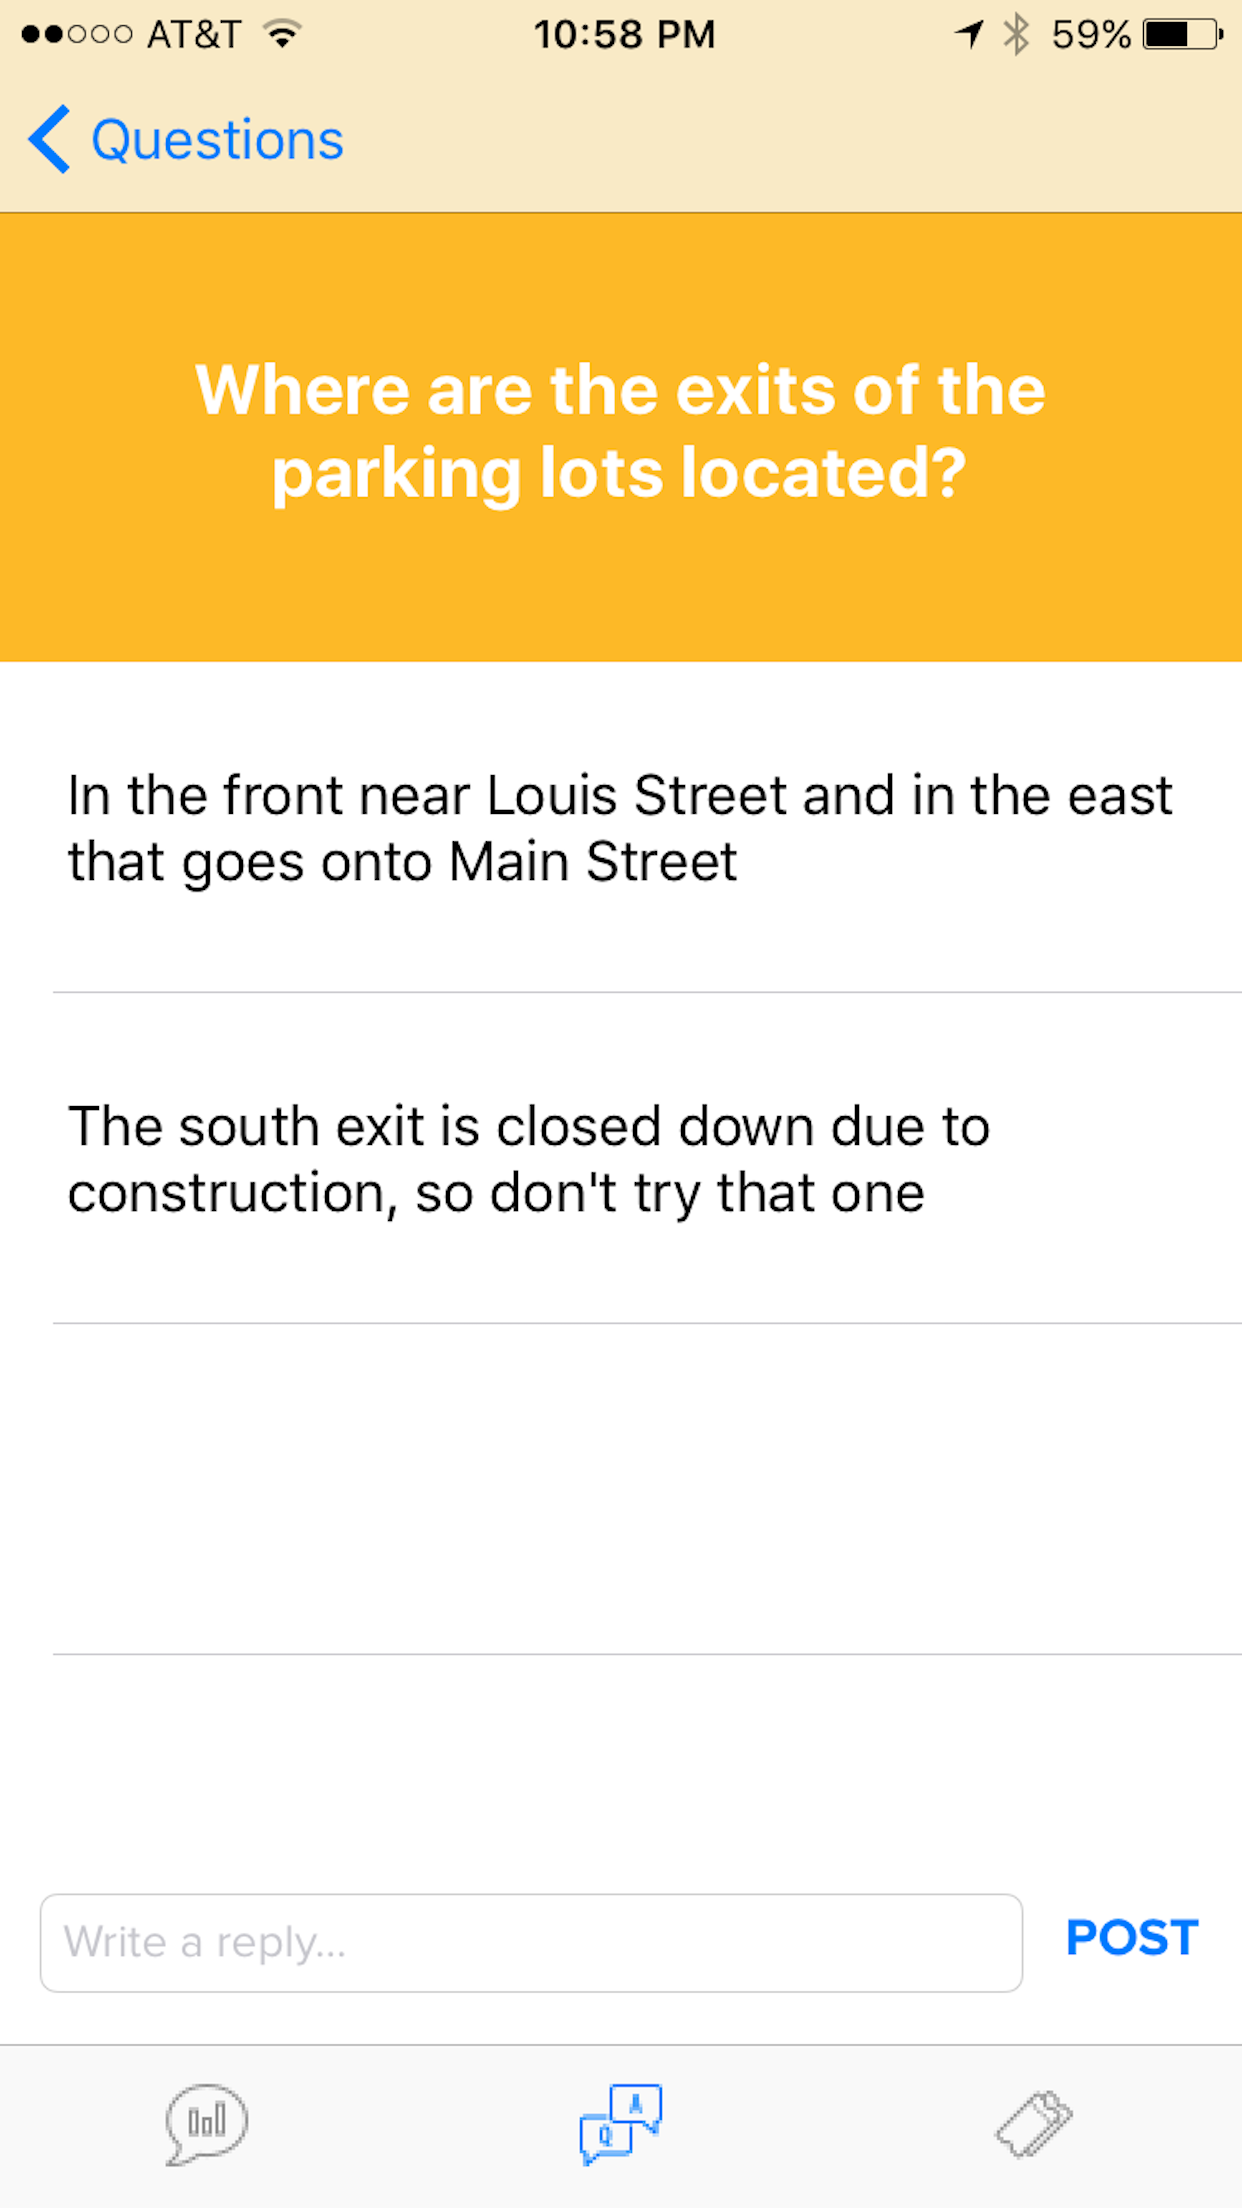 AT&T 10:58 PM 59%
Questions
Where are the exits of the
parking lots located?
In the front near Louis Street and in the east
that goes onto Main Street
The south exit is closed down due to
construction, so don't try that one
Write a reply...
POST
A
Q